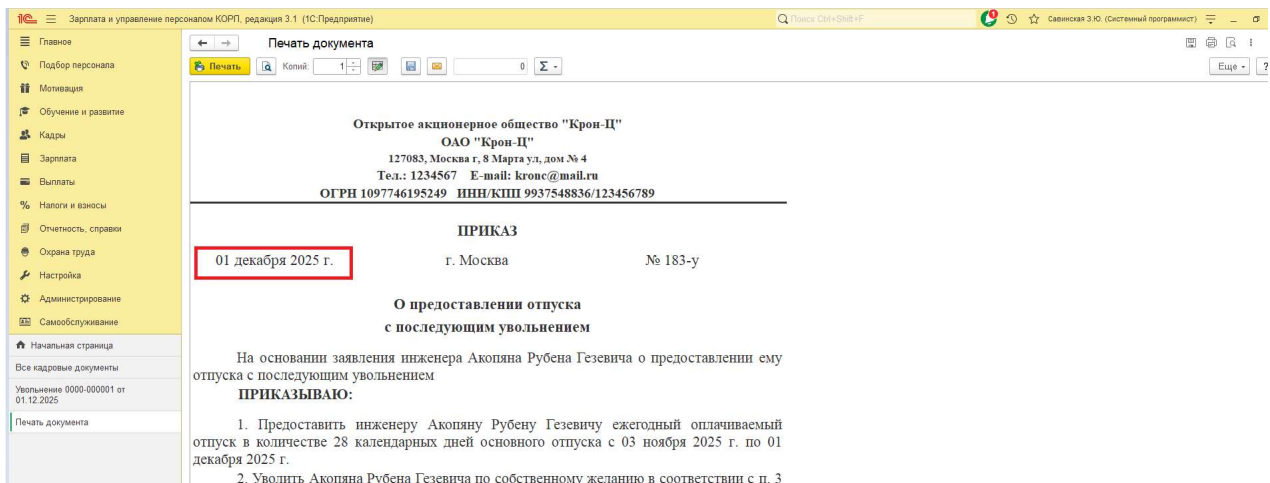 1С Зарплата и управление персоналом КОРП, редакция 3.1 (1С:Предприятие)
Поиск Ctrl+Shift+F
9
Савинская З.Ю. (Системный программист)
Главное
Подбор персонала
Мотивация
Обучение и развитие
Кадры
Зарплата
Выплаты
Налоги и взносы
Отчетность, справки
Охрана труда
Настройка
Администрирование
Самообслуживание
Начальная страница
Все кадровые документы
Увольнение 0000-000001 от
01.12.2025
Печать документа
Печать документа
Печать Копий: 1 0 Σ Еще ?
Открытое акционерное общество "Крон-Ц"
ОАО "Крон-Ц"
127083, Москва г, 8 Марта ул, дом № 4
Тел.: 1234567 E-mail: kronc@mail.ru
ОГРН 1097746195249 ИНН/КПП 9937548836/123456789
ПРИКАЗ
01 декабря 2025 г. г. Москва № 183-у
О предоставлении отпуска
с последующим увольнением
На основании заявления инженера Акопяна Рубена Гезевича о предоставлении ему
отпуска с последующим увольнением
ПРИКАЗЫВАЮ:
1. Предоставить инженеру Акопяну Рубену Гезевичу ежегодный оплачиваемый
отпуск в количестве 28 календарных дней основного отпуска с 03 ноября 2025 г. по 01
декабря 2025 г.
2. Уволить Акопяна Рубена Гезевича по собственному желанию в соответствии с п. 3